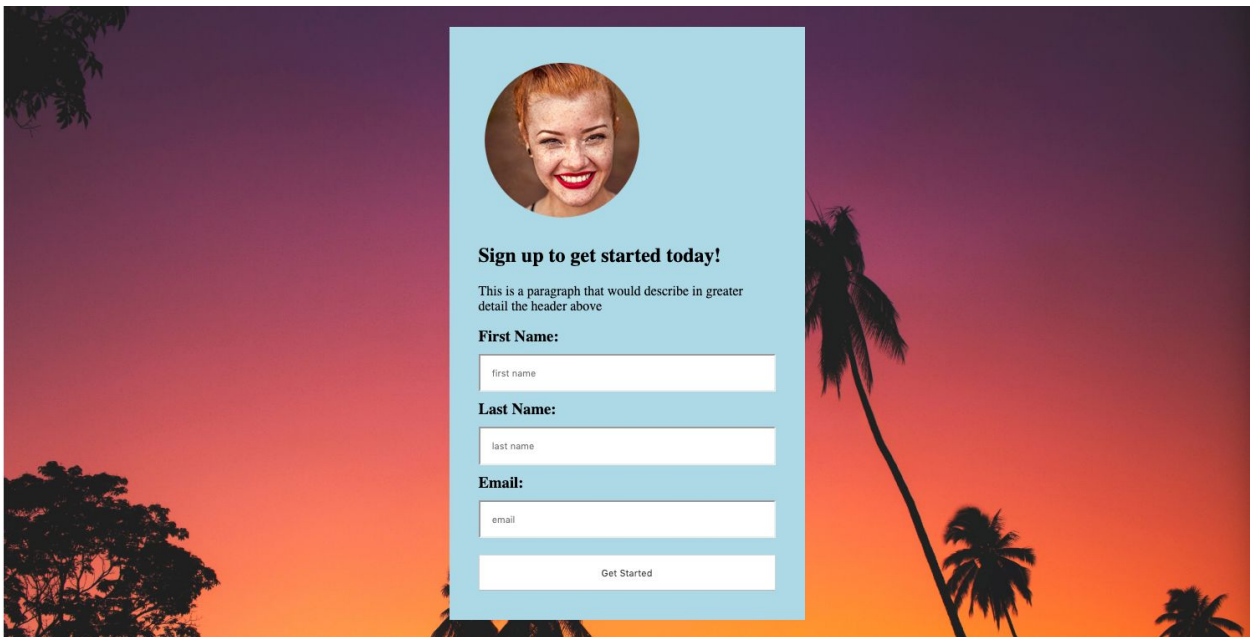 Sign up to get started today!
This is a paragraph that would describe in greater
detail the header above
First Name:
first name
Last Name:
last name
Email:
email
Get Started